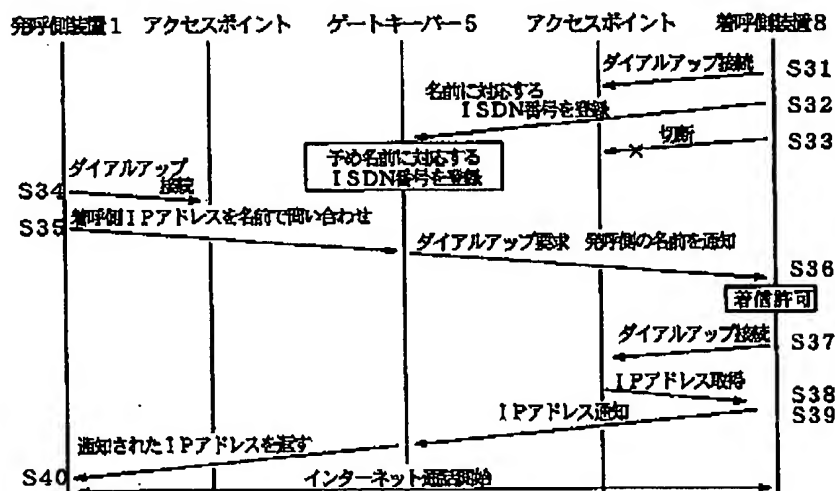 発呼側装置1 アクセスポイント ゲートキーパー5 アクセスポイント 着呼側装置8
ダイアルアップ接続 S31
名前に対応する
ISDN番号を登録 S32
切断 S33
予め名前に対応する
ISDN番号を登録
ダイアルアップ
接続
S34
着呼側IPアドレスを名前で問い合わせ
S35
ダイアルアップ要求 発呼側の名前を通知
S36
着信許可
ダイアルアップ接続 S37
IPアドレス取得 S38
IPアドレス通知 S39
通知されたIPアドレスを返す
S40 インターネット通話開始